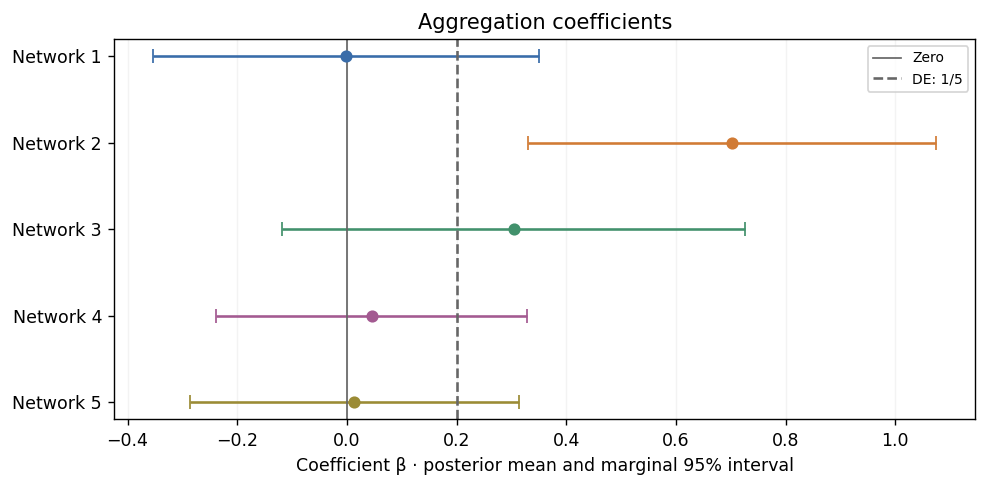 Aggregation coefficients
Network 1
Network 2
Network 3
Network 4
Network 5
Zero
DE: 1/5
−0.4 −0.2 0.0 0.2 0.4 0.6 0.8 1.0
Coefficient β · posterior mean and marginal 95% interval